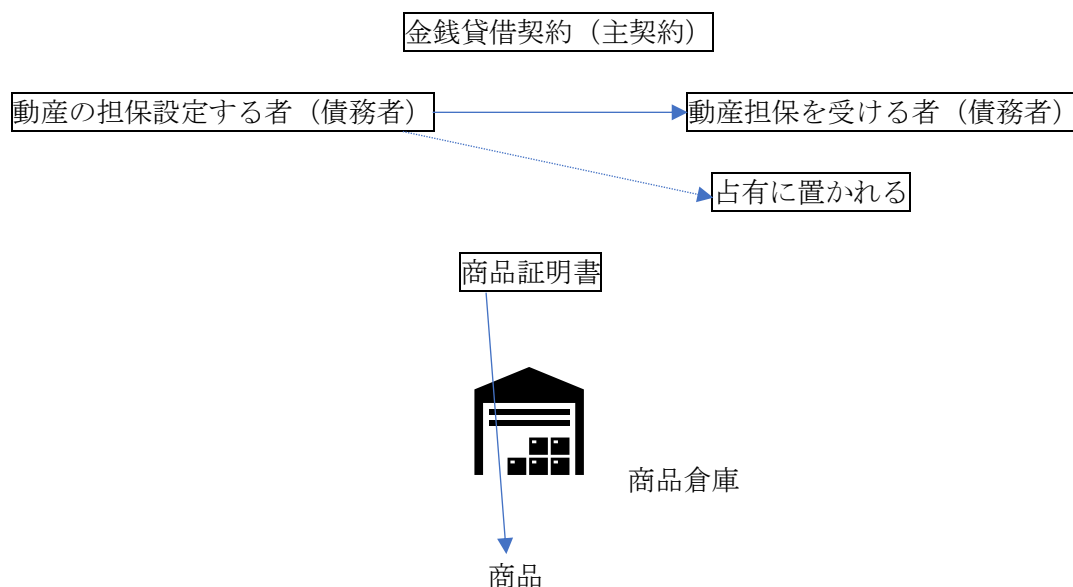 金銭貸借契約（主契約）
動産の担保設定する者（債務者）
動産担保を受ける者（債務者）
占有に置かれる
商品証明書
商品倉庫
商品